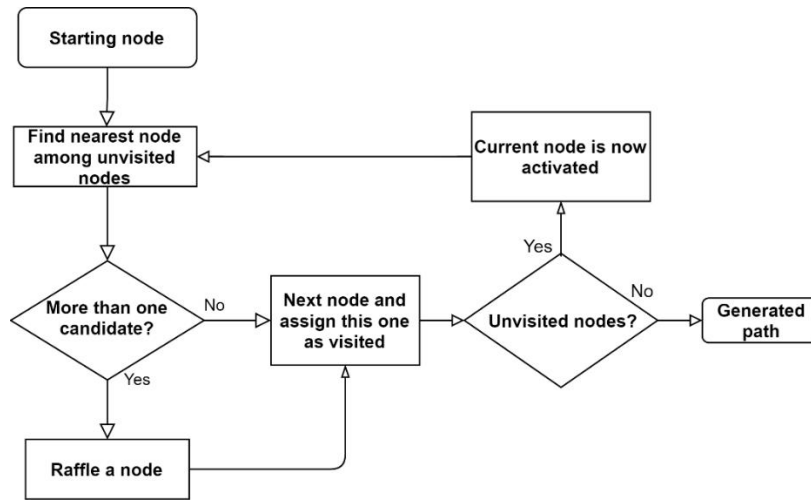 Starting node
Find nearest node
among unvisited
nodes
Current node is now
activated
Yes
No
More than one
candidate?
No
Next node and
assign this one
as visited
Unvisited nodes?
Generated
path
Yes
Raffle a node